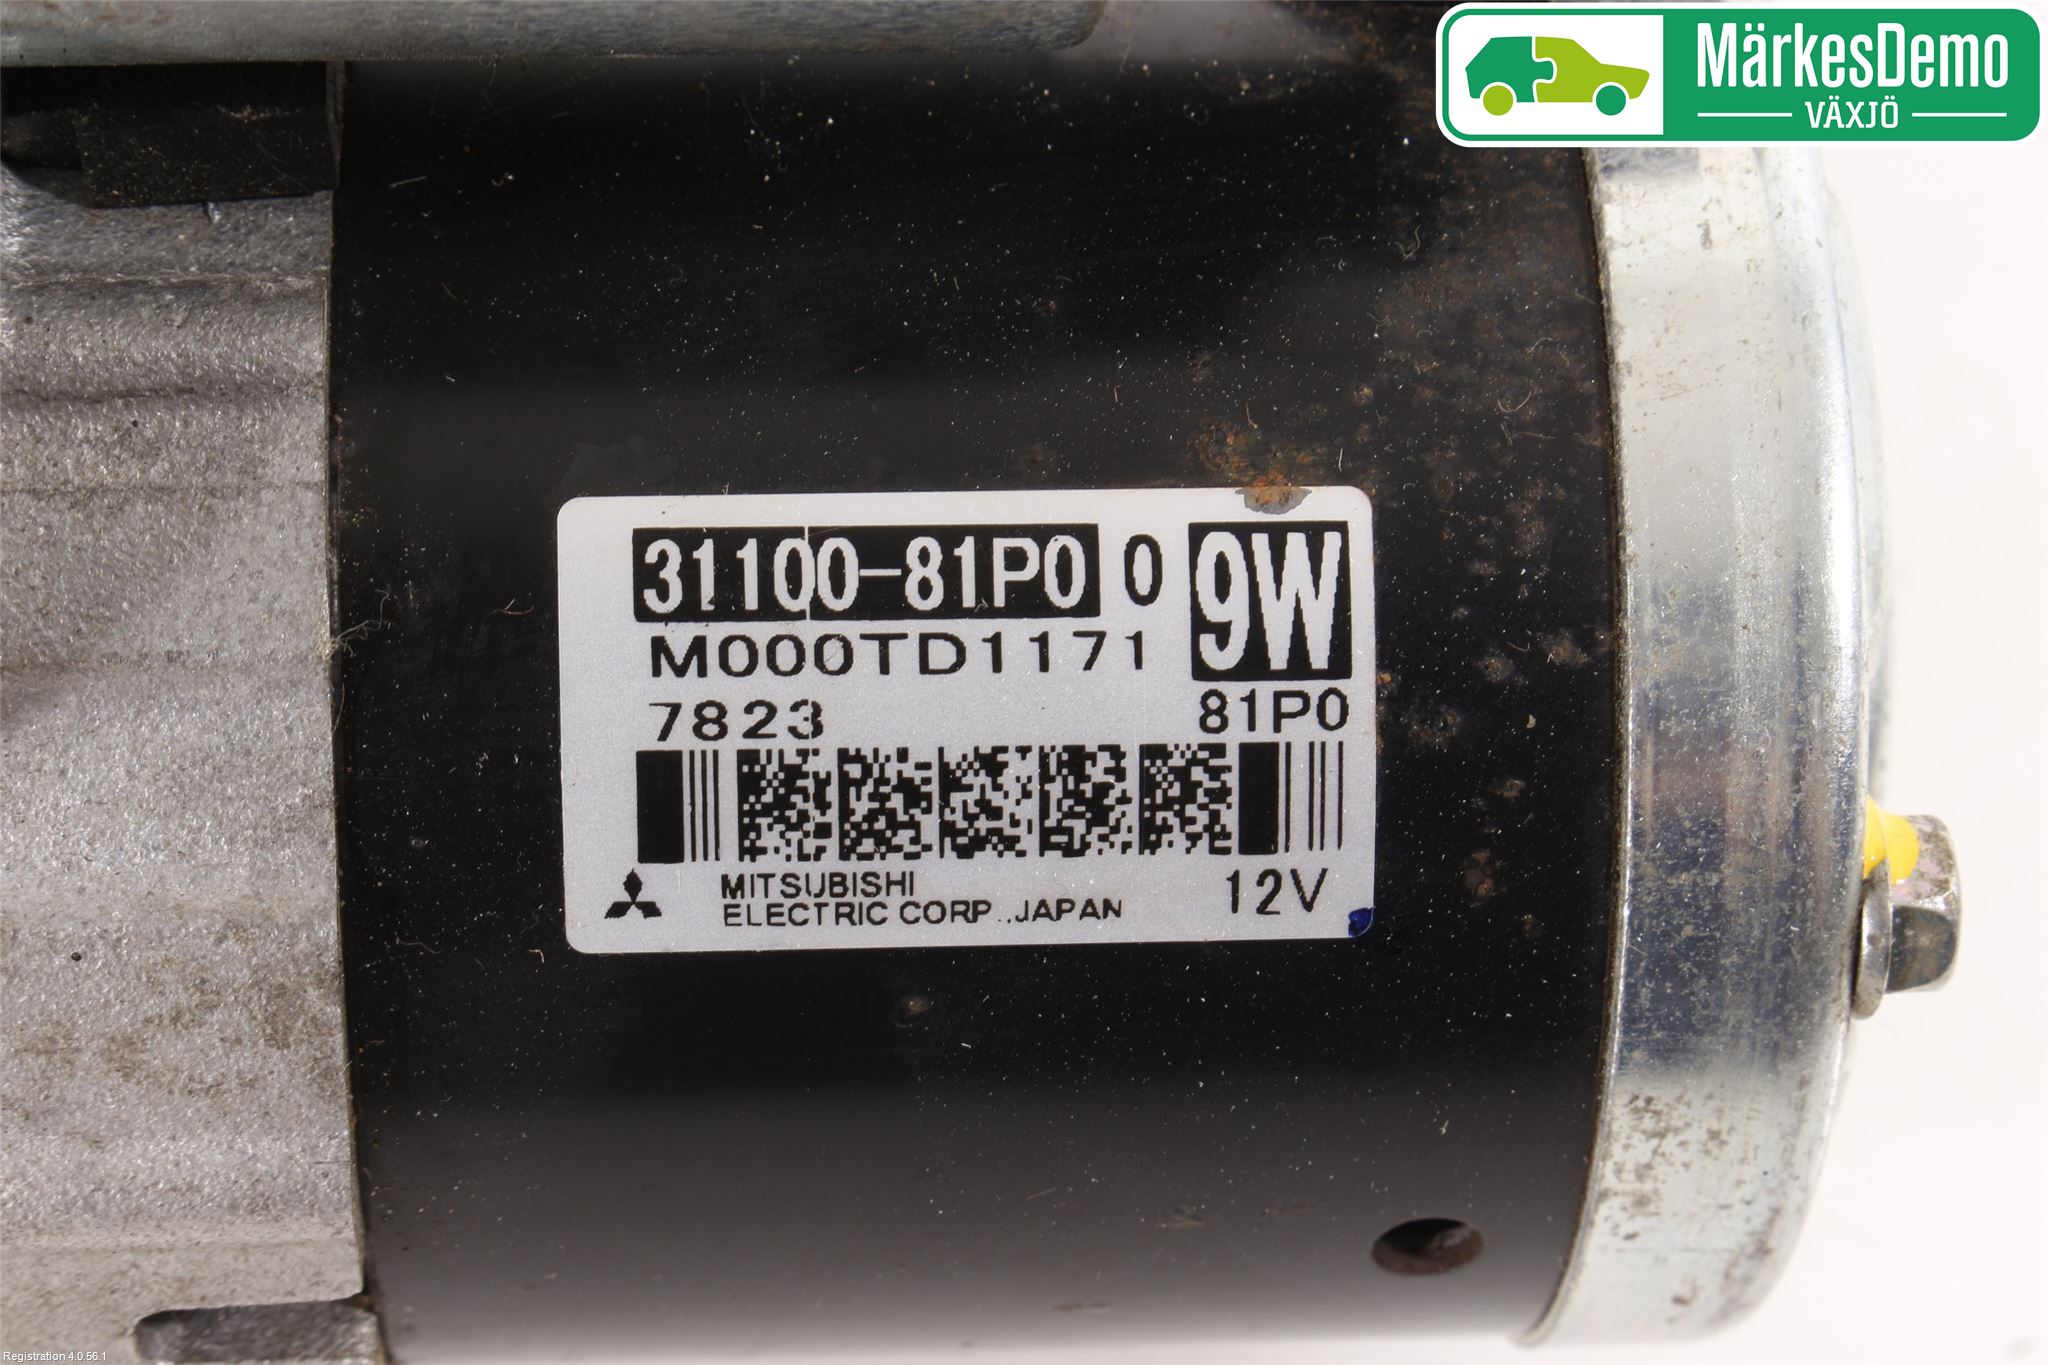 MärkesDemo
VÄXJÖ
31100-81P0 0 9W
M000TD1171
7823 81P0
MITSUBISHI
ELECTRIC CORP.,JAPAN 12V
Registration 4.0.56.1